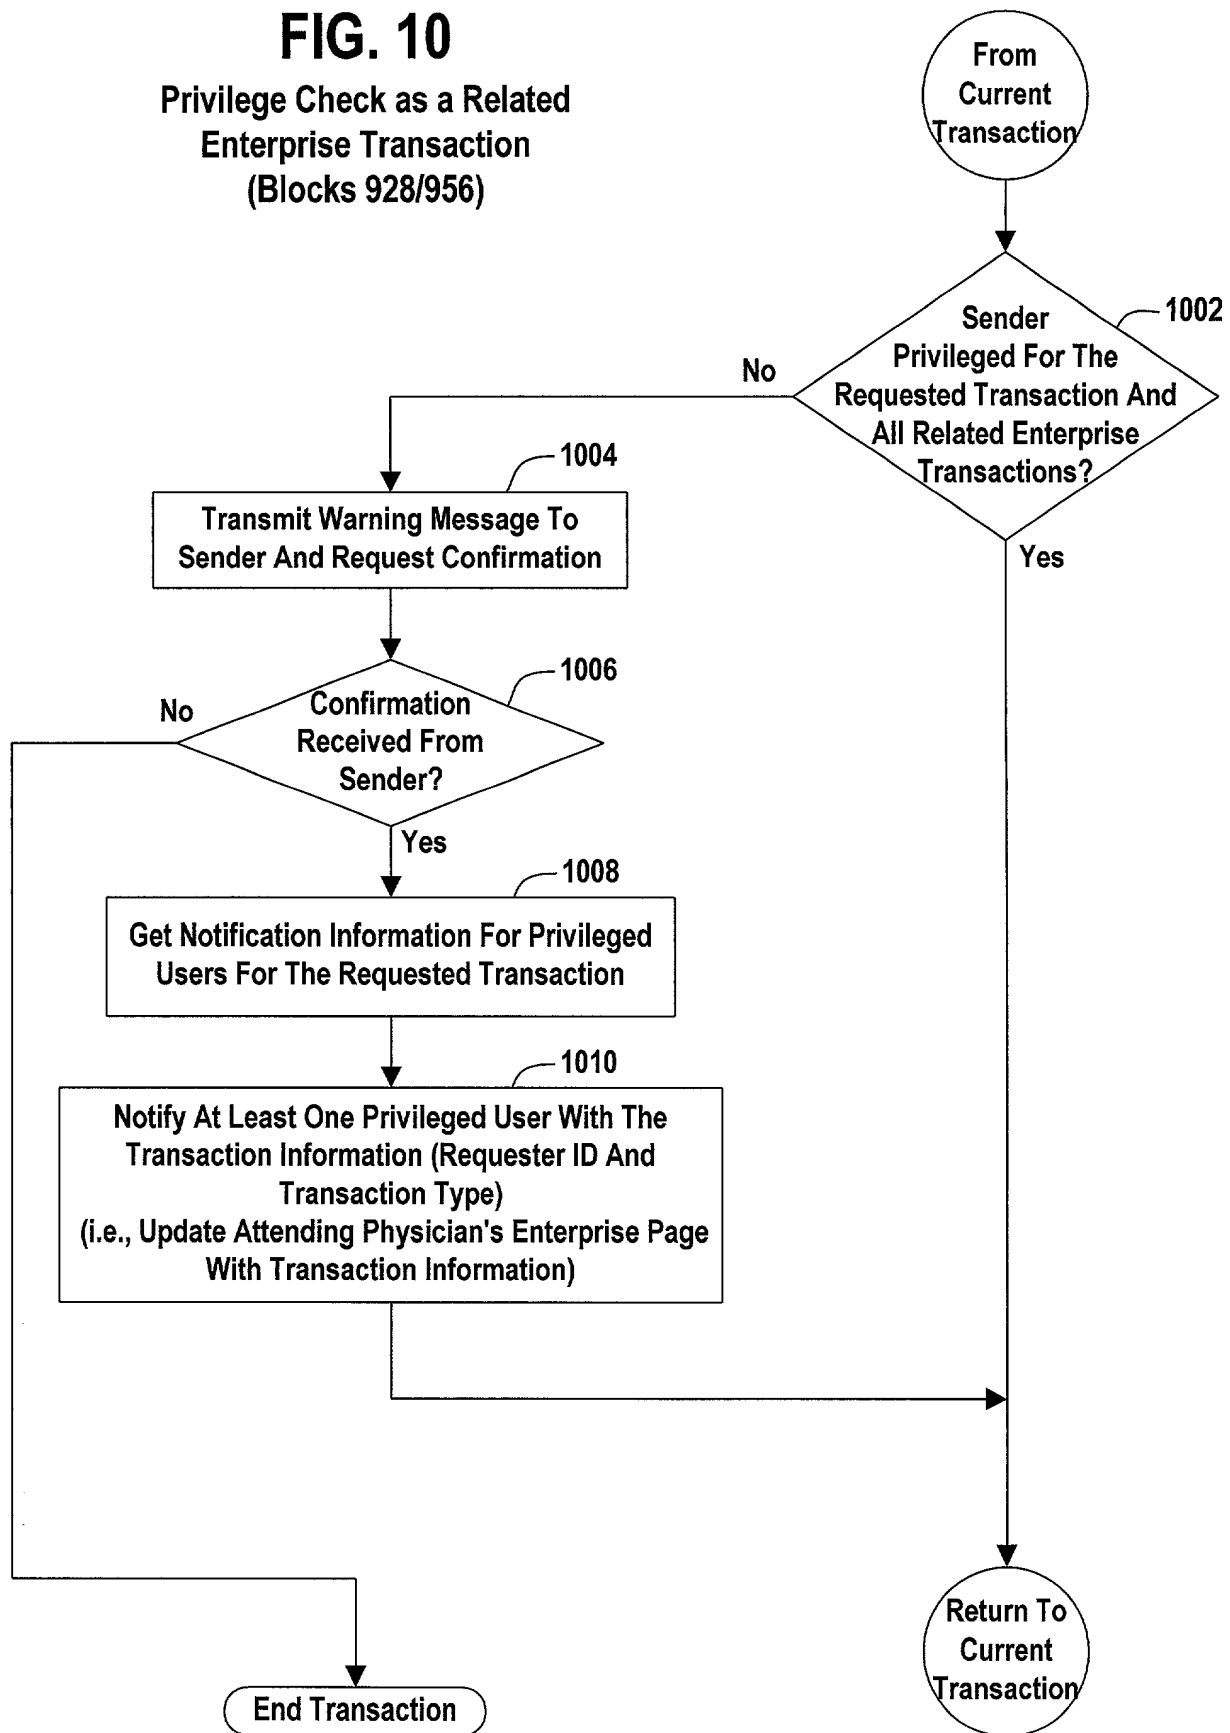 FIG. 10
Privilege Check as a Related
Enterprise Transaction
(Blocks 928/956)
From
Current
Transaction
1002
Sender
Privileged For The
Requested Transaction And
All Related Enterprise
Transactions?
No
Yes
1004
Transmit Warning Message To
Sender And Request Confirmation
1006
Confirmation
Received From
Sender?
No
Yes
1008
Get Notification Information For Privileged
Users For The Requested Transaction
1010
Notify At Least One Privileged User With The
Transaction Information (Requester ID And
Transaction Type)
(i.e., Update Attending Physician's Enterprise Page
With Transaction Information)
Return To
Current
Transaction
End Transaction